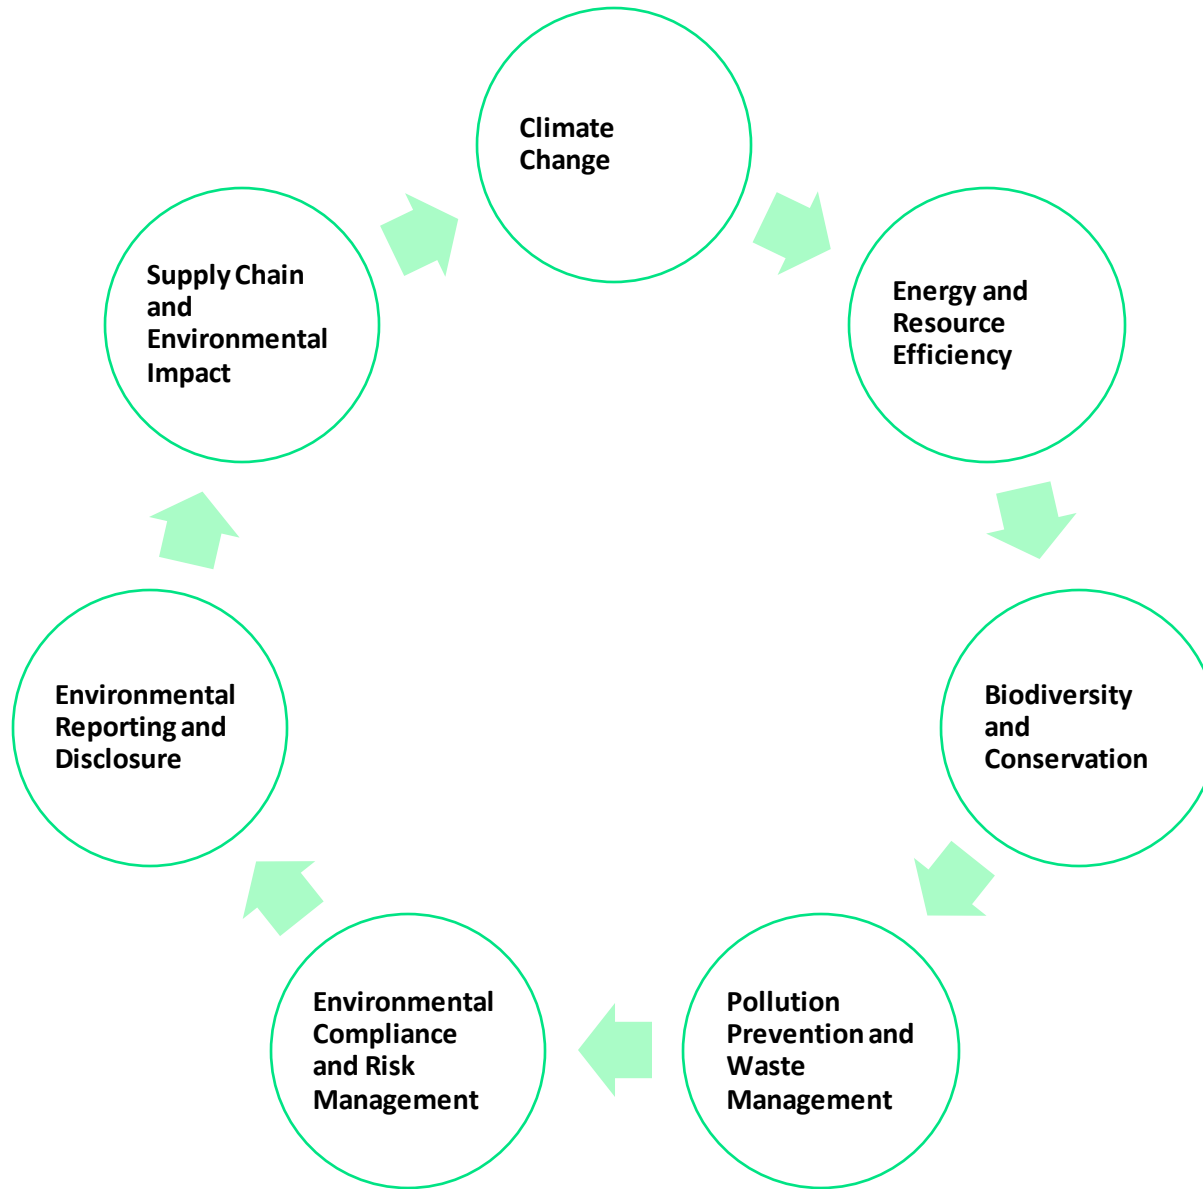 Climate
Change
Energy and
Resource
Efficiency
Biodiversity
and
Conservation
Pollution
Prevention and
Waste
Management
Environmental
Compliance
and Risk
Management
Environmental
Reporting and
Disclosure
Supply Chain
and
Environmental
Impact